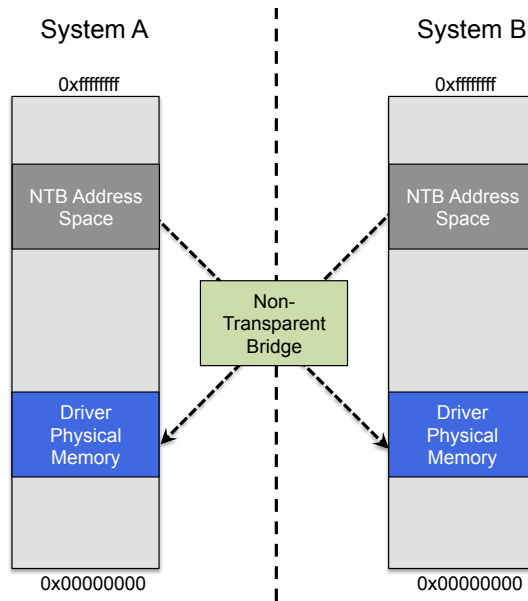 System A
System B
0xffffffff
0xffffffff
NTB Address
Space
NTB Address
Space
Non-
Transparent
Bridge
Driver
Physical
Memory
Driver
Physical
Memory
0x00000000
0x00000000